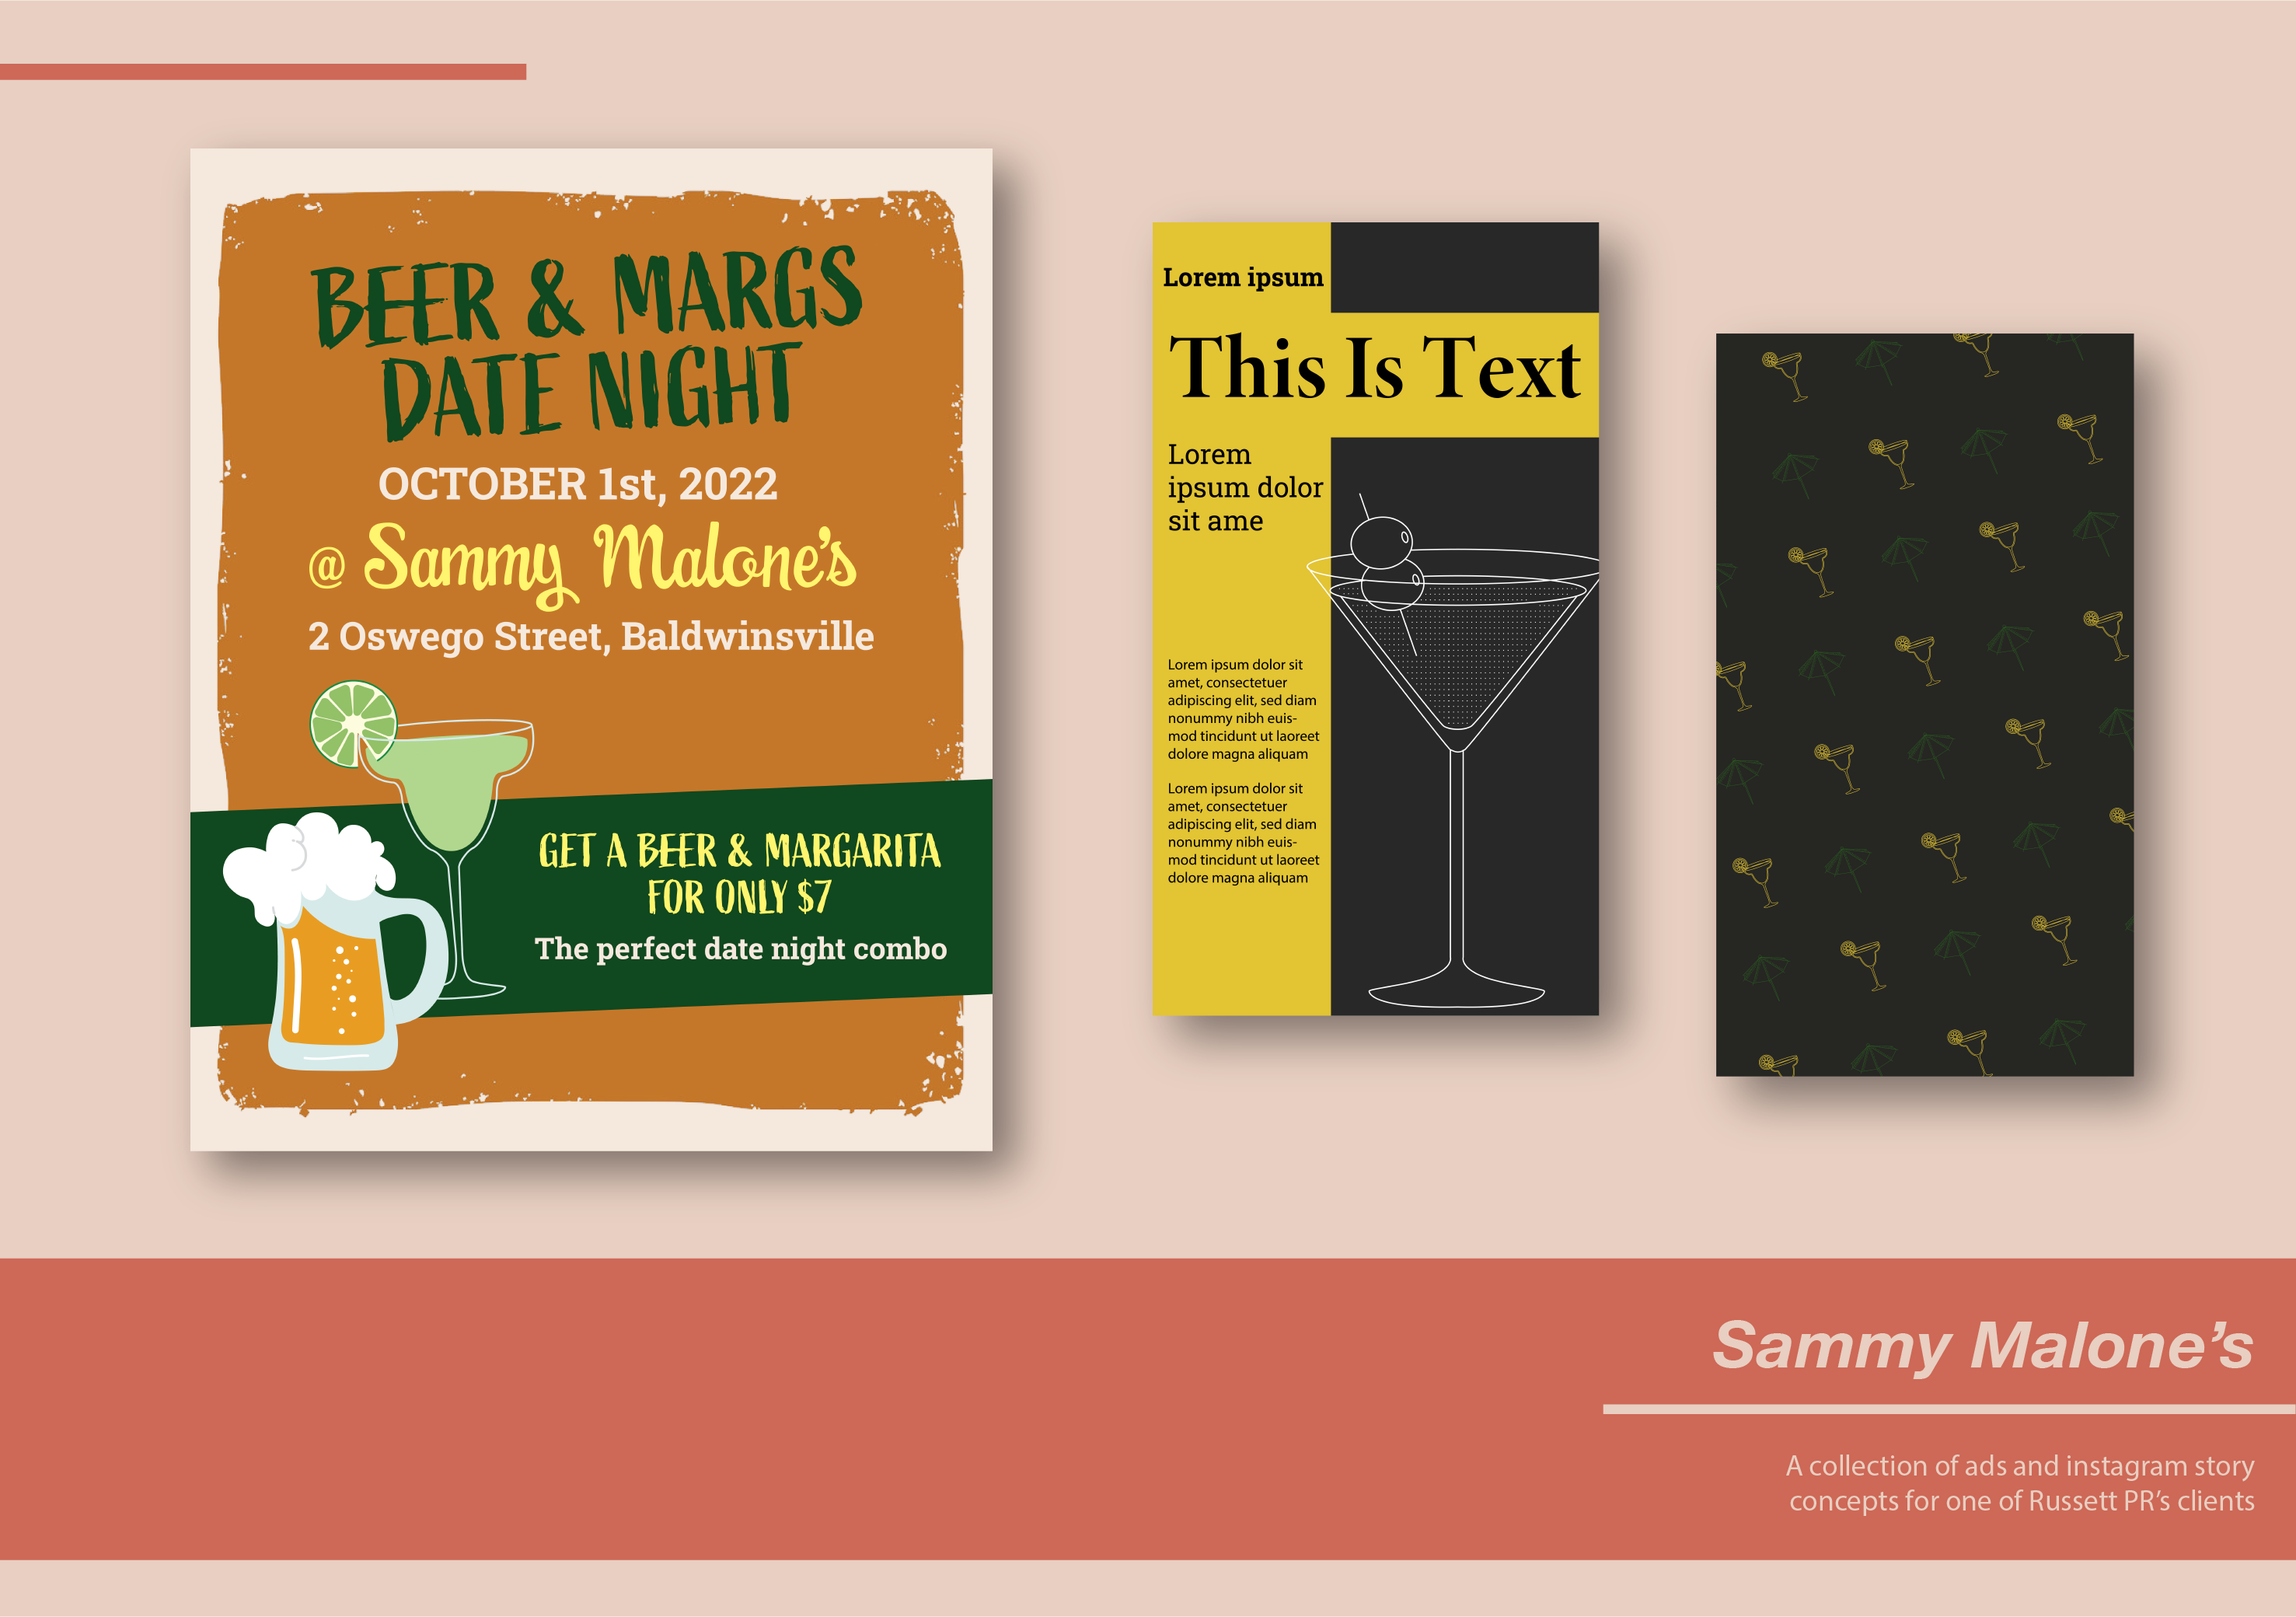 BEER & MARGS
DATE NIGHT
OCTOBER 1st, 2022
@ Sammy Malone's
2 Oswego Street, Baldwinsville
GET A BEER & MARGARITA
FOR ONLY $7
The perfect date night combo
Lorem ipsum
This Is Text
Lorem
ipsum dolor
sit ame
Lorem ipsum dolor sit
amet, consectetuer
adipiscing elit, sed diam
nonummy nibh euis-
mod tincidunt ut laoreet
dolore magna aliquam
Lorem ipsum dolor sit
amet, consectetuer
adipiscing elit, sed diam
nonummy nibh euis-
mod tincidunt ut laoreet
dolore magna aliquam
Sammy Malone's
A collection of ads and instagram story
concepts for one of Russett PR's clients